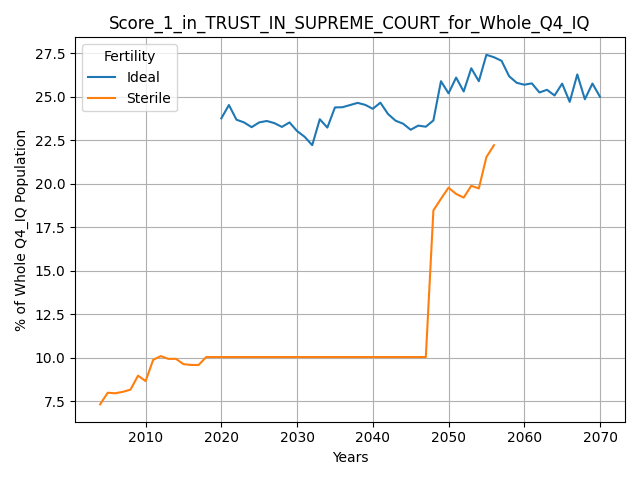 Score_1_in_TRUST_IN_SUPREME_COURT_for_Whole_Q4_IQ
Fertility
Ideal
Sterile
27.5
25.0
22.5
20.0
17.5
15.0
12.5
10.0
7.5
% of Whole Q4_IQ Population
2010 2020 2030 2040 2050 2060 2070
Years